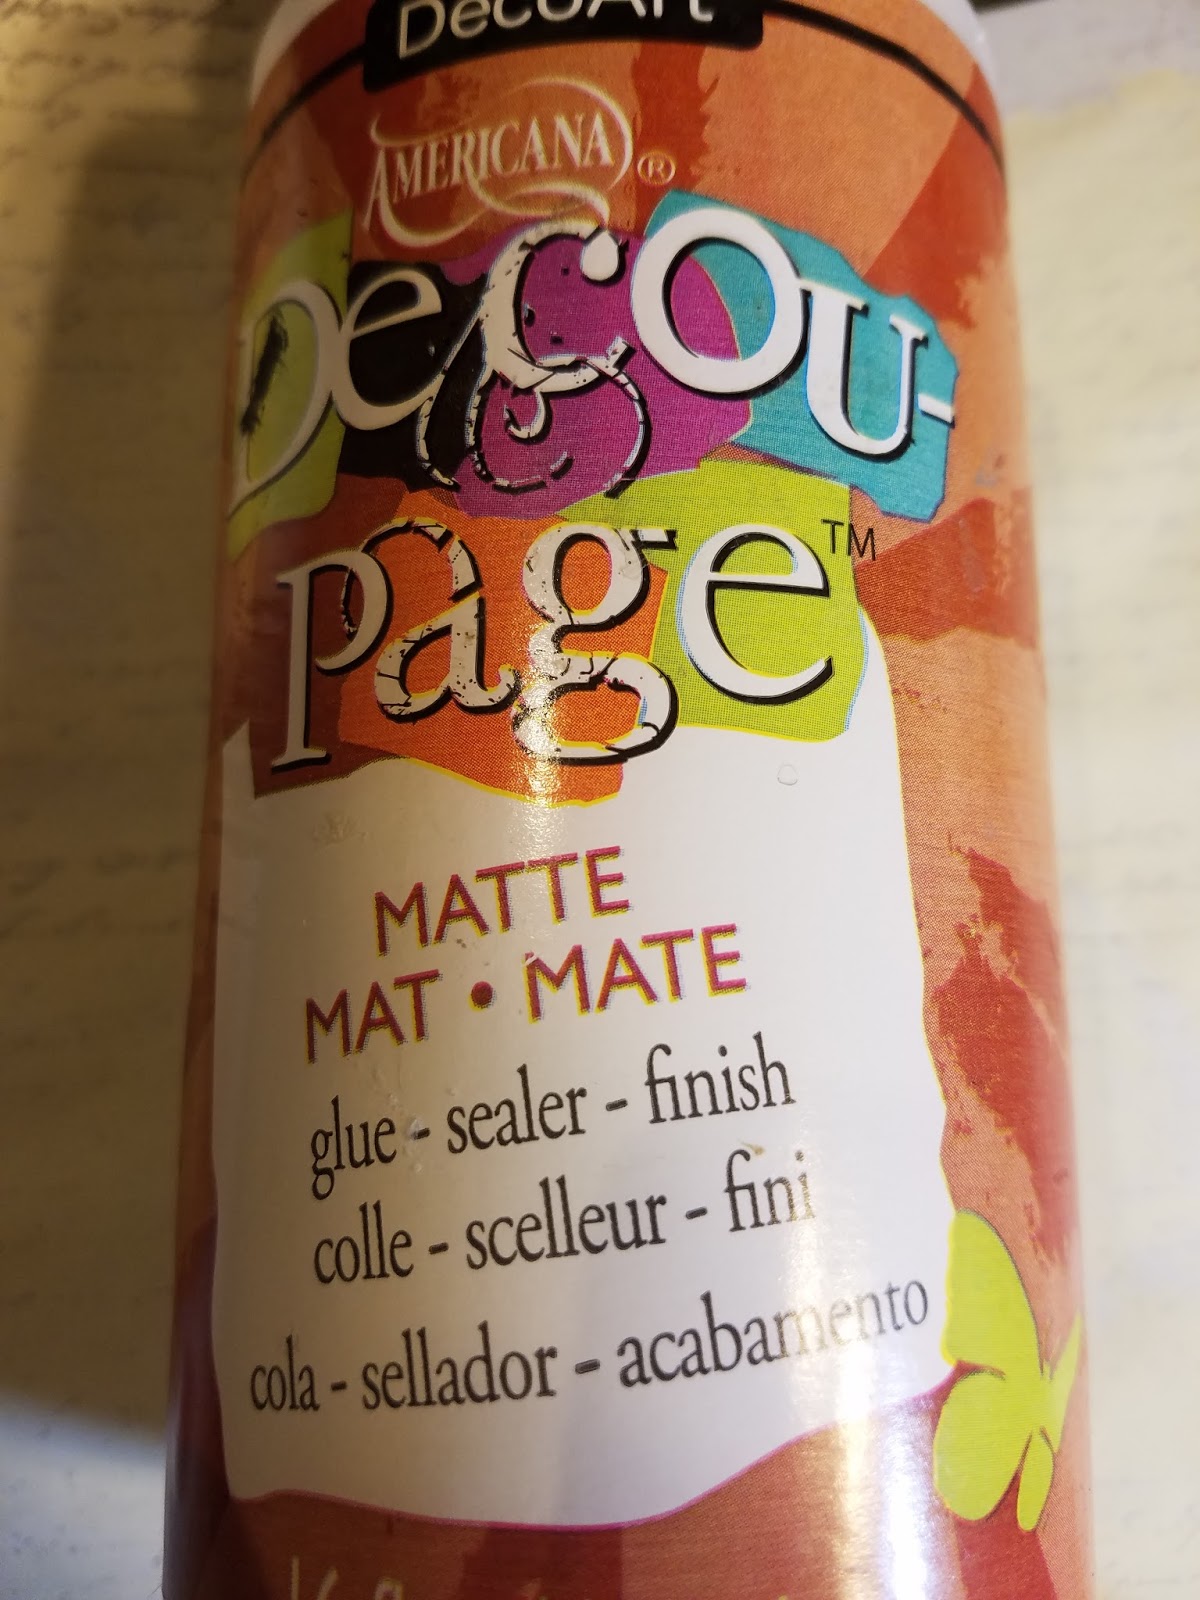 DecoArt
AMERICANA®
Decou-
page™
MATTE
MAT • MATE
glue - sealer - finish
colle - scelleur - fini
cola - sellador - acabamento